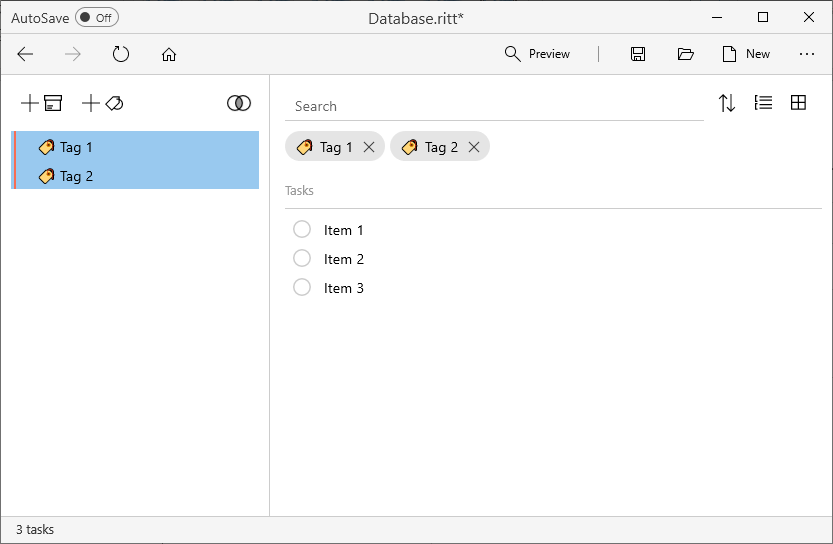 AutoSave Off Database.ritt*
Preview New
Search
Tag 1
Tag 2
Tag 1 Tag 2
Tasks
Item 1
Item 2
Item 3
3 tasks